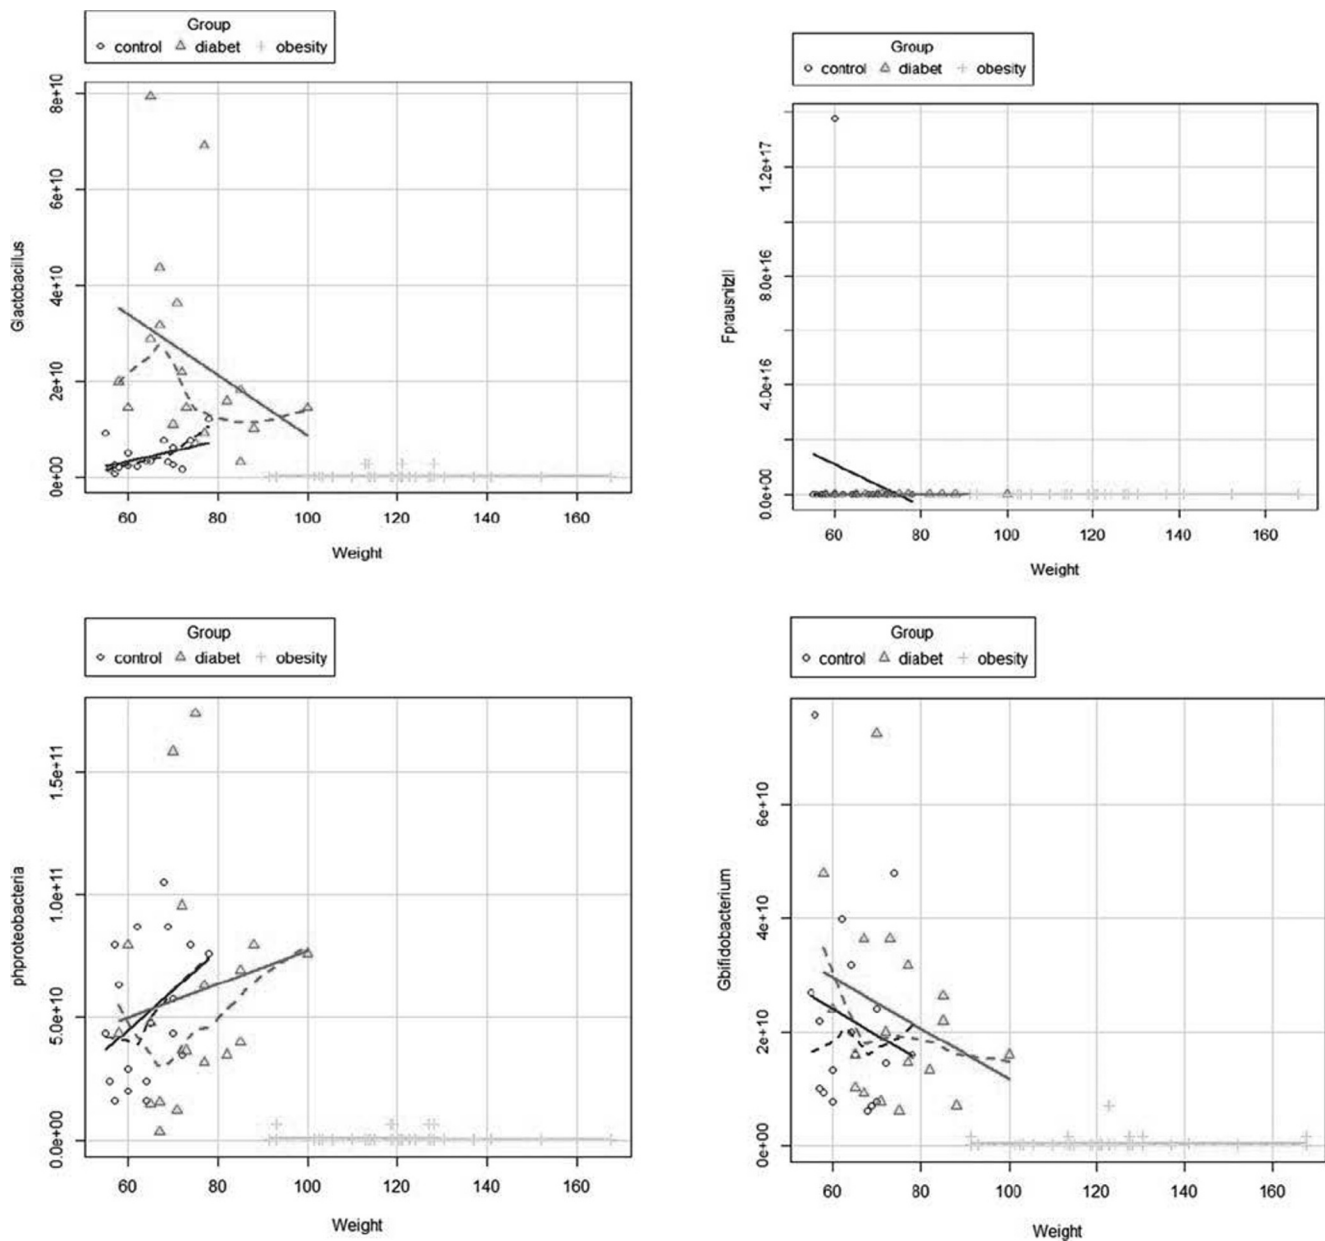 Group
control diabet obesity
Glactobacillus
8e+10
6e+10
4e+10
2e+10
0e+00
60 80 100 120 140 160
Weight
Group
control diabet obesity
Fprausnitzii
1.2e+17
8.0e+16
4.0e+16
0.0e+00
60 80 100 120 140 160
Weight
Group
control diabet obesity
phproteobacteria
1.5e+11
1.0e+11
5.0e+10
0.0e+00
60 80 100 120 140 160
Weight
Group
control diabet obesity
Gbifidobacterium
6e+10
4e+10
2e+10
0e+00
60 80 100 120 140 160
Weight